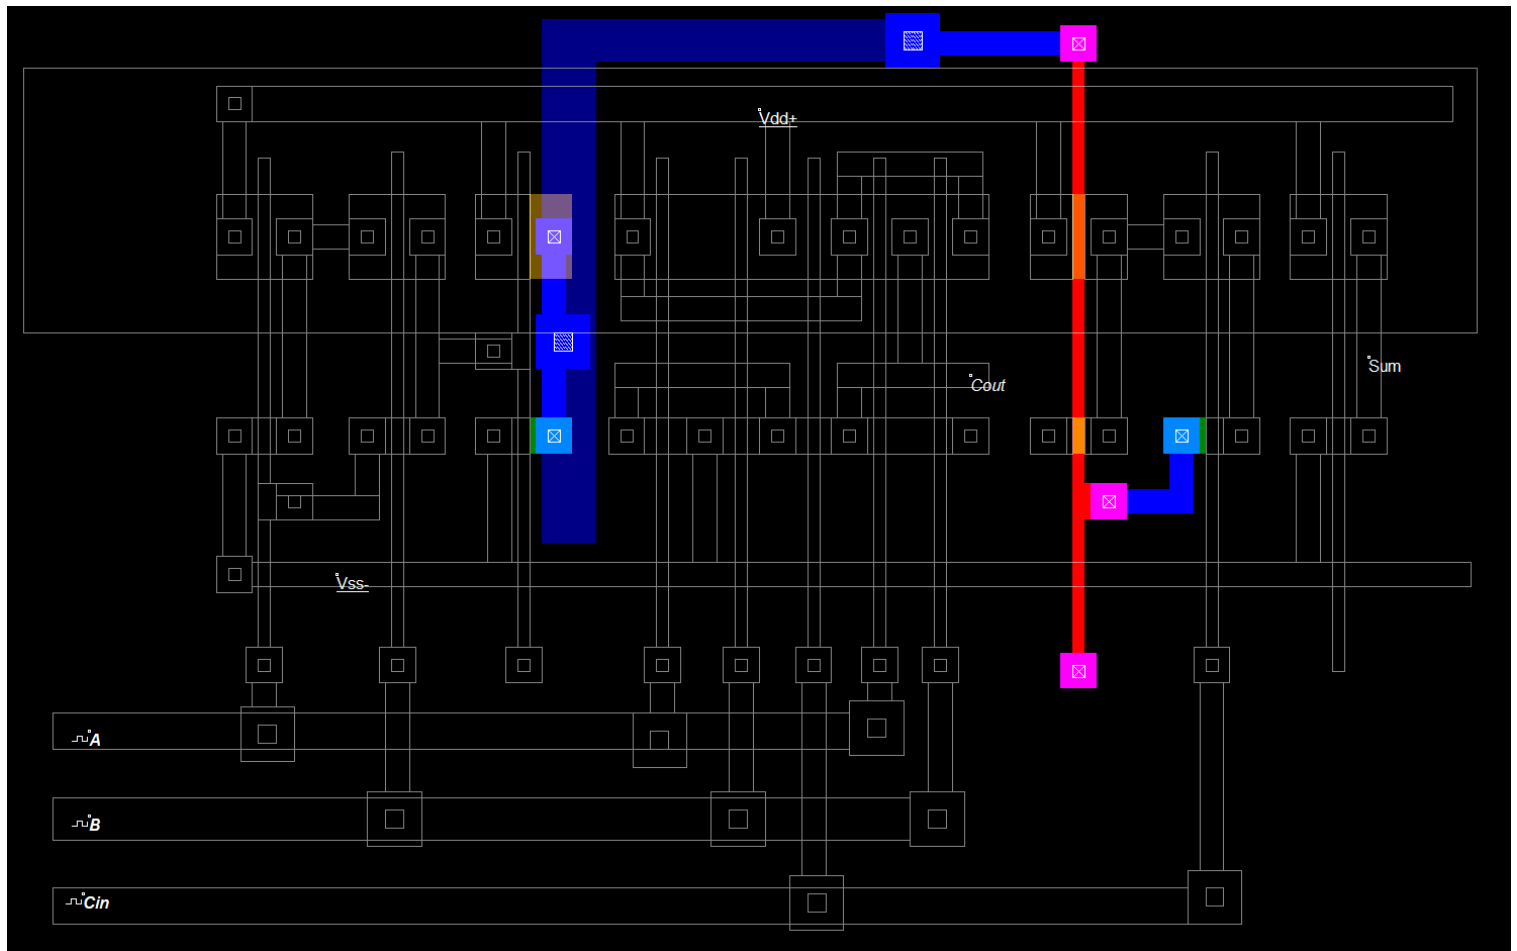 Vdd+
Sum
Cout
Vss-
A
B
Cin